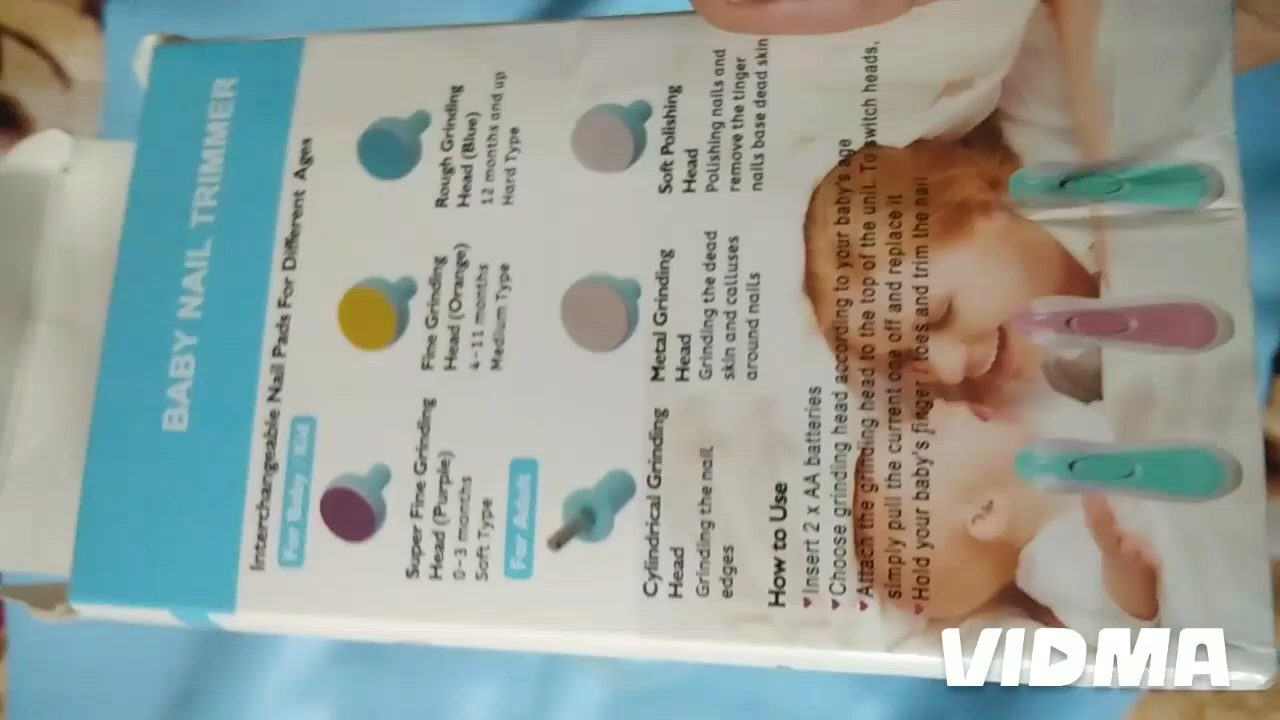 BABY NAIL TRIMMER
Interchangeable Nail Pads For Different Ages
For Baby / Kid
Super Fine Grinding
Head (Purple)
0-3 months
Soft Type
Fine Grinding
Head (Orange)
4-11 months
Medium Type
Rough Grinding
Head (Blue)
12 months and up
Hard Type
For Adult
Cylindrical Grinding
Head
Grinding the nail
edges
Metal Grinding
Head
Grinding the dead
skin and calluses
around nails
Soft Polishing
Head
Polishing nails and
remove the tinger
nails base dead skin
How to Use
♥Insert 2 x AA batteries
♥Choose grinding head according to your baby's age
♥Attach the grinding head to the top of the unit. To switch heads,
simply pull the current one off and replace it
♥Hold your baby's finger / toes and trim the nail
VIDMA